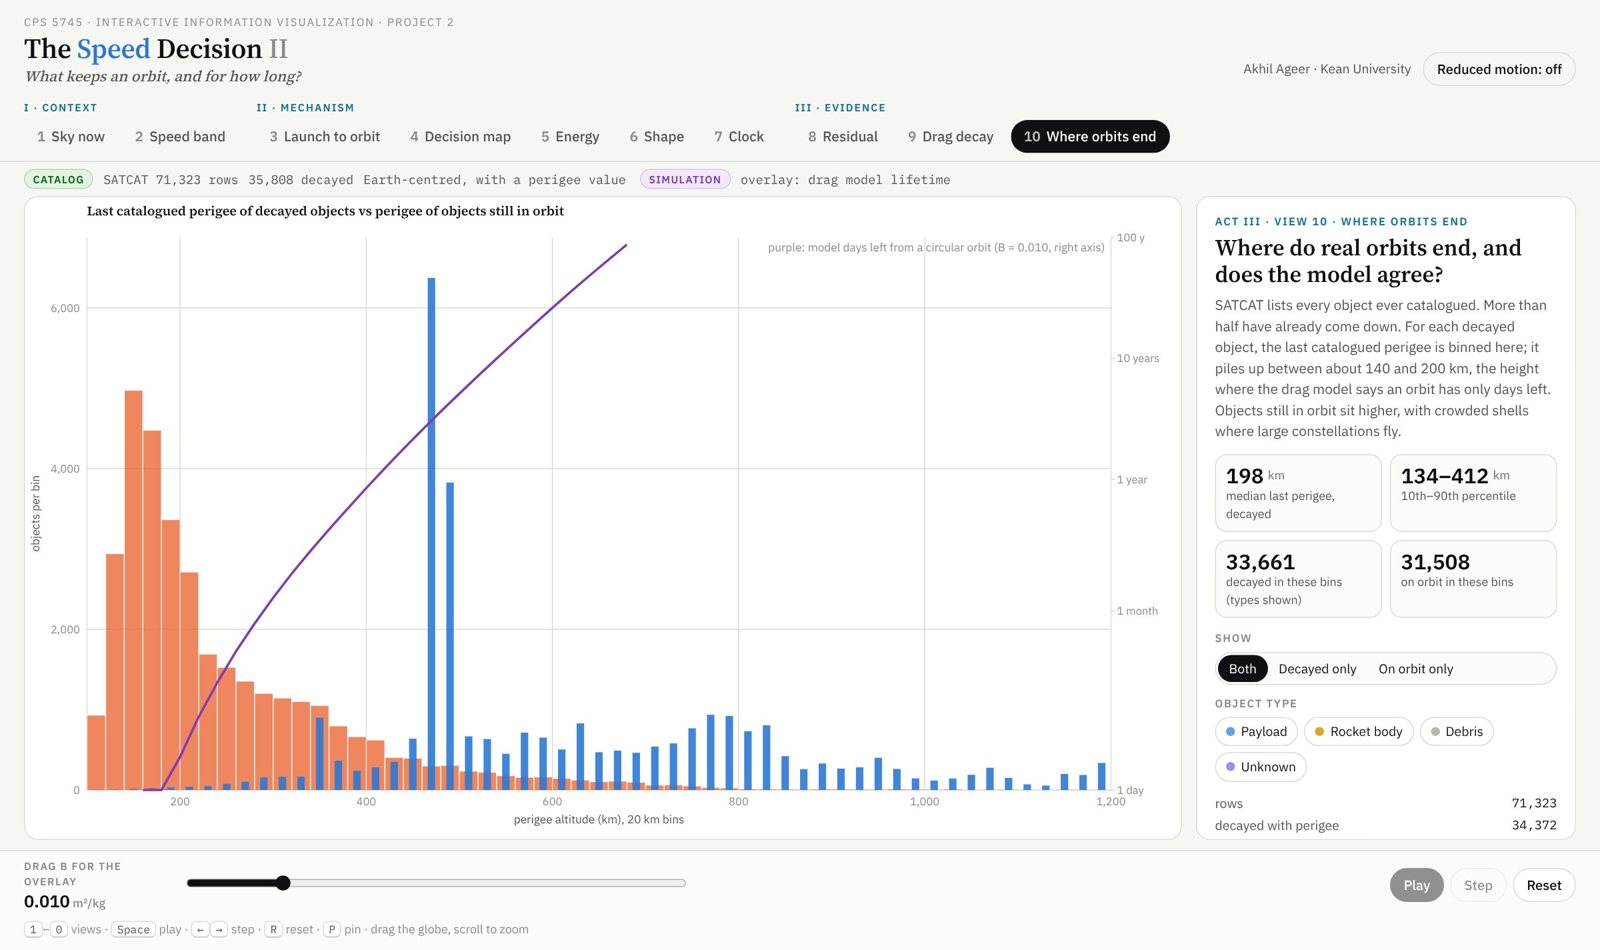 CPS 5745 · INTERACTIVE INFORMATION VISUALIZATION · PROJECT 2
The Speed Decision II
What keeps an orbit, and for how long?
Akhil Ageer · Kean University
Reduced motion: off
I · CONTEXT
II · MECHANISM
III · EVIDENCE
1 Sky now
2 Speed band
3 Launch to orbit
4 Decision map
5 Energy
6 Shape
7 Clock
8 Residual
9 Drag decay
10 Where orbits end
CATALOG SATCAT 71,323 rows 35,808 decayed Earth-centred, with a perigee value SIMULATION overlay: drag model lifetime
Last catalogued perigee of decayed objects vs perigee of objects still in orbit
purple: model days left from a circular orbit (B = 0.010, right axis)
objects per bin
6,000
4,000
2,000
0
100 y
10 years
1 year
1 month
1 day
200
400
600
800
1,000
1,200
perigee altitude (km), 20 km bins
ACT III · VIEW 10 · WHERE ORBITS END
Where do real orbits end, and
does the model agree?
SATCAT lists every object ever catalogued. More than
half have already come down. For each decayed
object, the last catalogued perigee is binned here; it
piles up between about 140 and 200 km, the height
where the drag model says an orbit has only days left.
Objects still in orbit sit higher, with crowded shells
where large constellations fly.
198 km
median last perigee,
decayed
134–412 km
10th–90th percentile
33,661
decayed in these bins
(types shown)
31,508
on orbit in these bins
SHOW
Both
Decayed only
On orbit only
OBJECT TYPE
Payload
Rocket body
Debris
Unknown
rows 71,323
decayed with perigee 34,372
DRAG B FOR THE
OVERLAY
0.010 m²/kg
Play
Step
Reset
1–0 views · Space play · ← → step · R reset · P pin · drag the globe, scroll to zoom